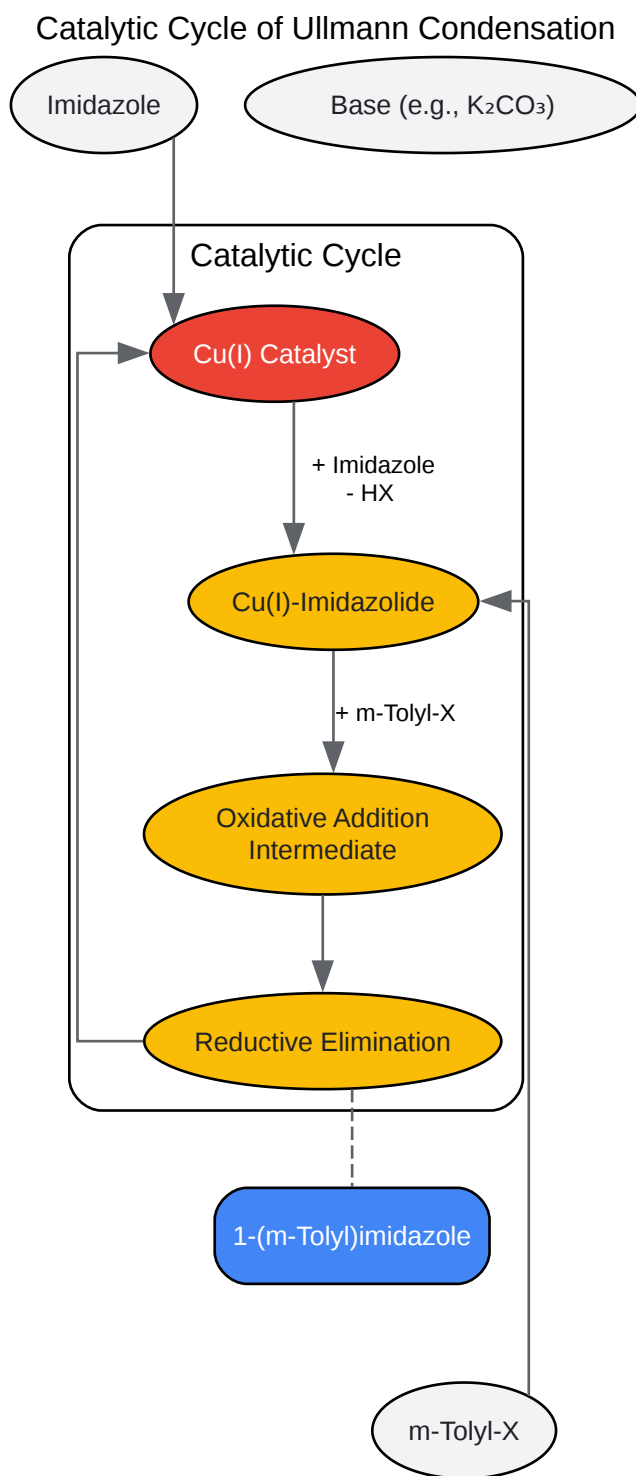 Catalytic Cycle of Ullmann Condensation
Imidazole
Base (e.g., K₂CO₃)
Catalytic Cycle
Cu(I) Catalyst
+ Imidazole
- HX
Cu(I)-Imidazolide
+ m-Tolyl-X
Oxidative Addition
Intermediate
Reductive Elimination
1-(m-Tolyl)imidazole
m-Tolyl-X